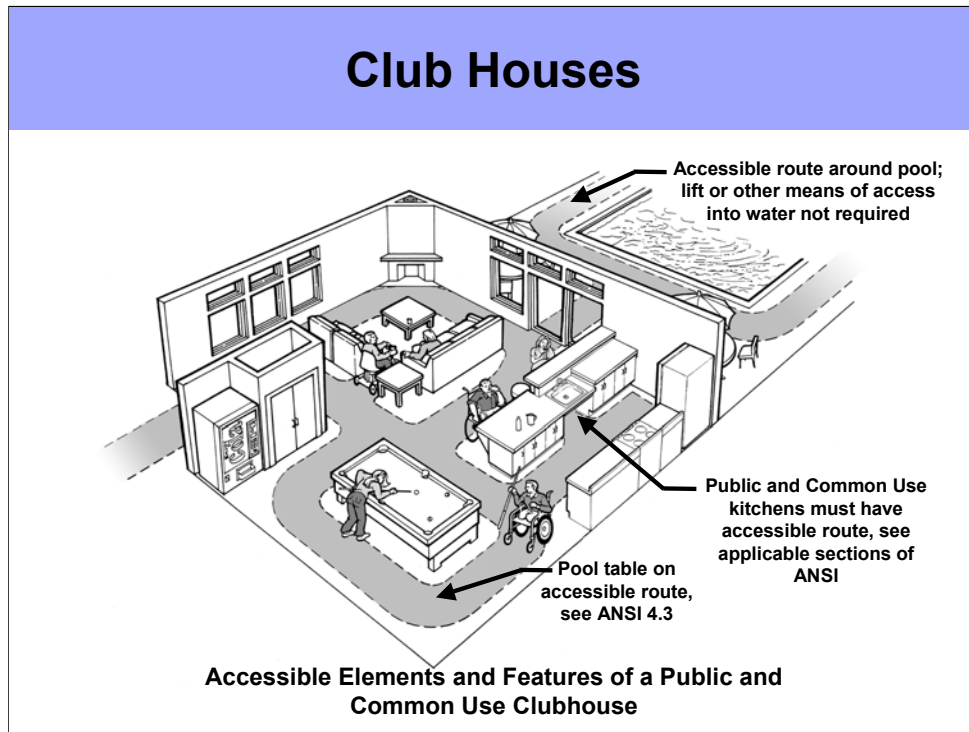 Club Houses
Accessible route around pool;
lift or other means of access
into water not required
Public and Common Use
kitchens must have
accessible route, see
applicable sections of
ANSI
Pool table on
accessible route,
see ANSI 4.3
Accessible Elements and Features of a Public and
Common Use Clubhouse